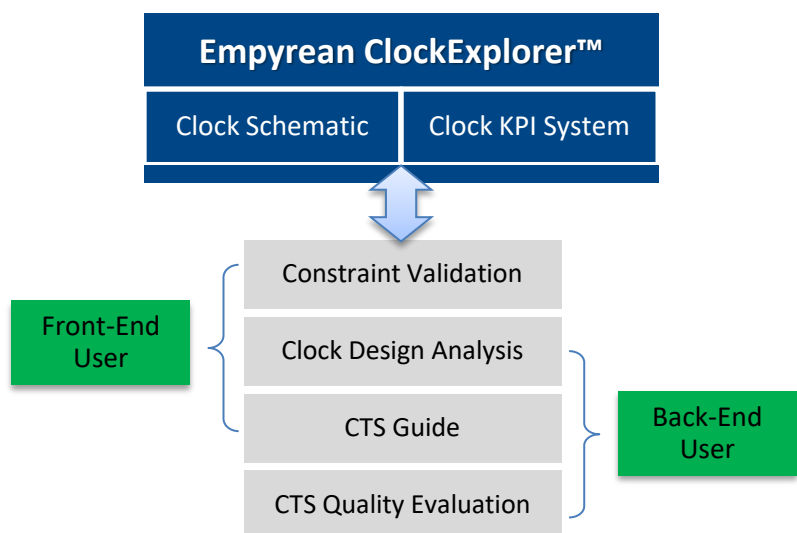 Empyrean ClockExplorer™
Clock Schematic
Clock KPI System
Constraint Validation
Front-End
User
Clock Design Analysis
CTS Guide
Back-End
User
CTS Quality Evaluation